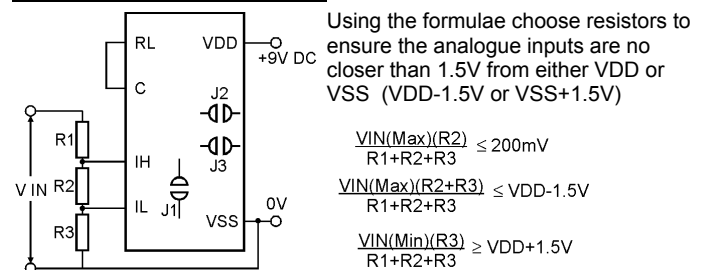 RL
VDD
+9V DC
C
J2
J3
R1
IH
V IN
R2
IL
J1
0V
VSS
R3
Using the formulae choose resistors to
ensure the analogue inputs are no
closer than 1.5V from either VDD or
VSS (VDD-1.5V or VSS+1.5V)
VIN(Max)(R2)
R1+R2+R3
≤ 200mV
VIN(Max)(R2+R3)
R1+R2+R3
≤ VDD-1.5V
VIN(Min)(R3)
R1+R2+R3
≥ VDD+1.5V